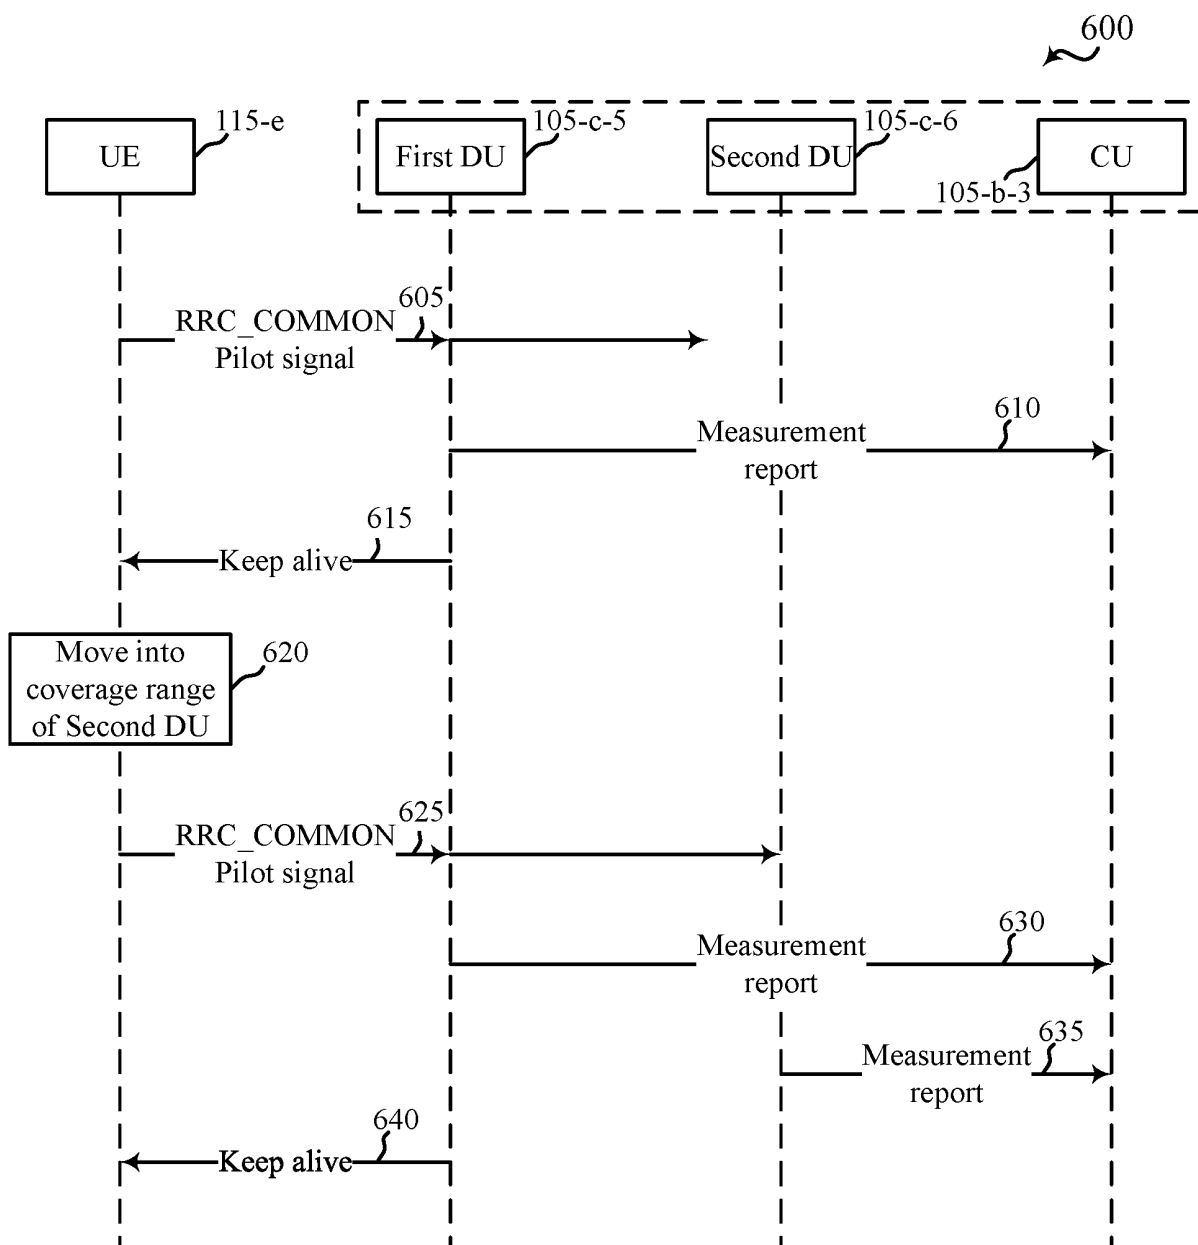 600
115-e
105-c-5
105-c-6
UE
First DU
Second DU
CU
105-b-3
605
RRC_COMMON
Pilot signal
610
Measurement
report
615
Keep alive
Move into
coverage range
of Second DU
620
625
RRC_COMMON
Pilot signal
630
Measurement
report
635
Measurement
report
640
Keep alive